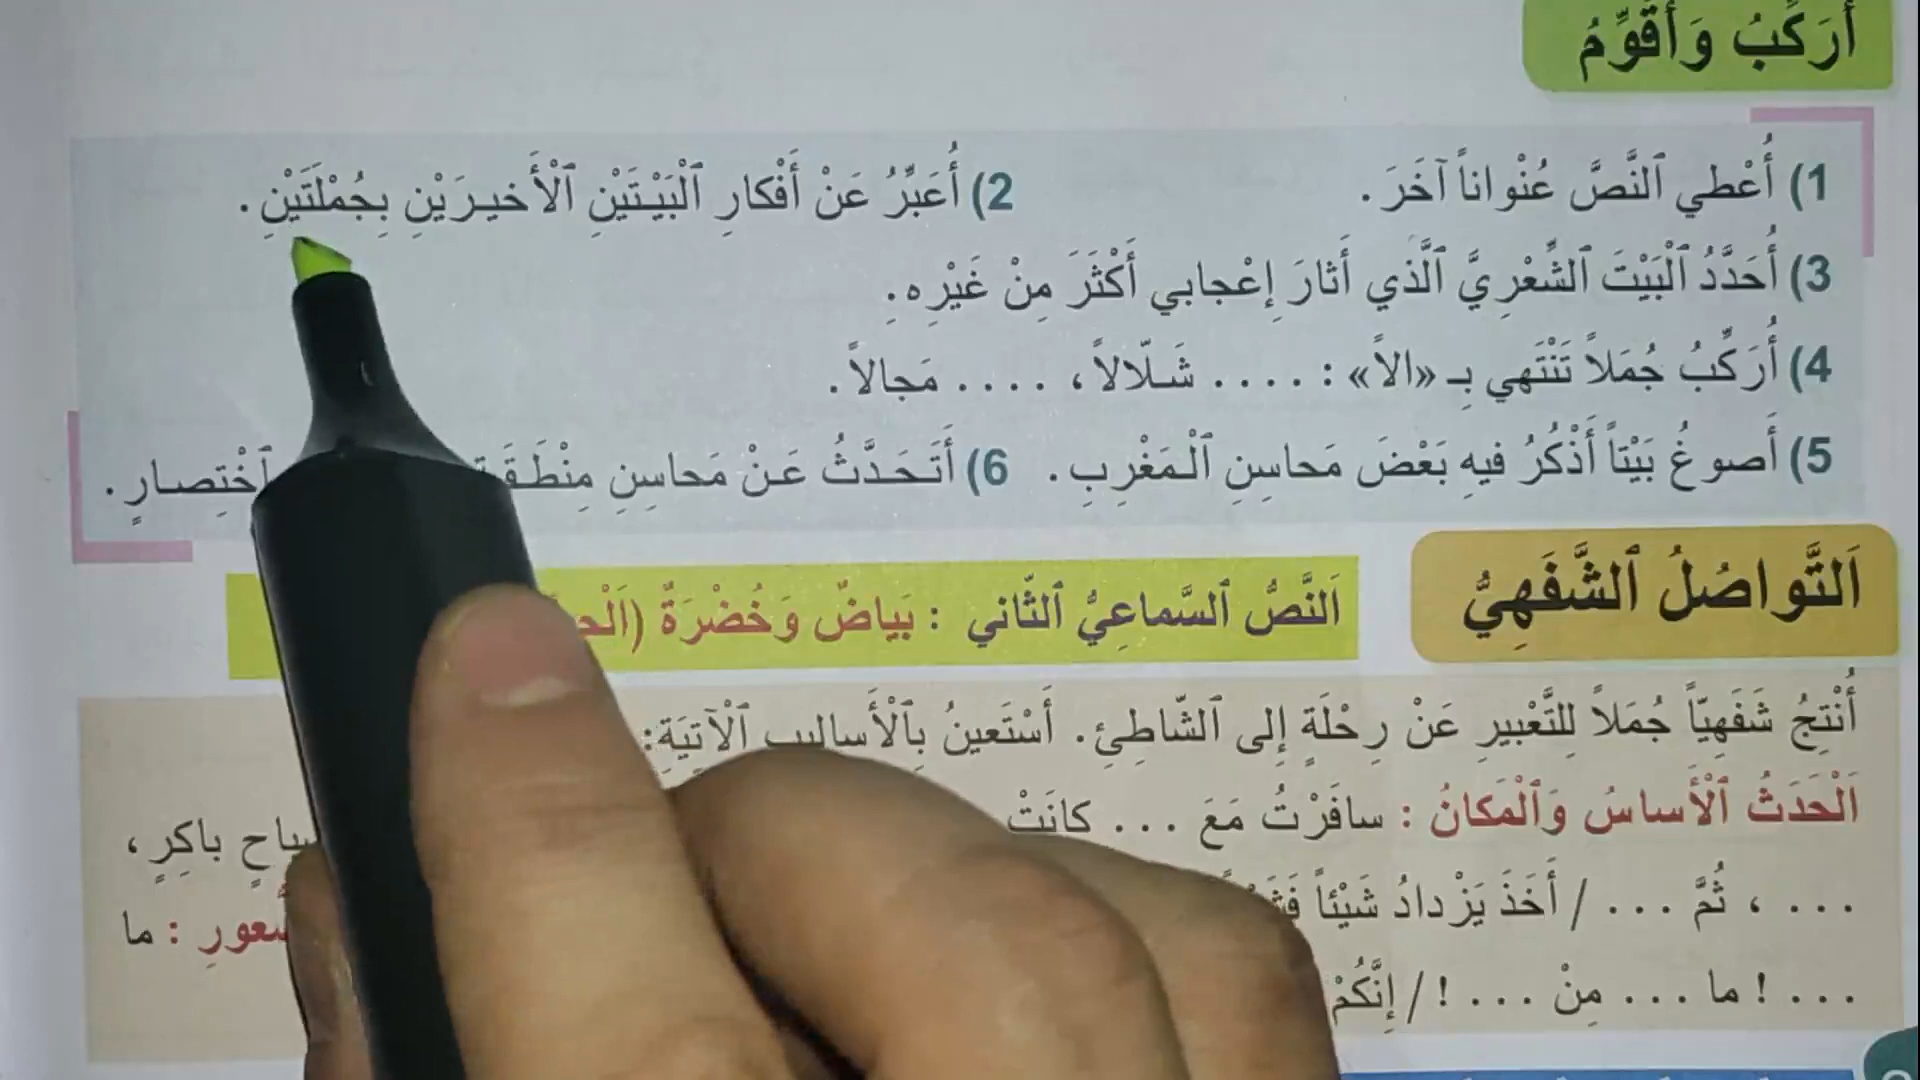 أُرَكِّبُ وَأُقَوِّمُ
1) أُعْطي ٱلنَّصَّ عُنْواناً آخَرَ. 2) أُعَبِّرُ عَنْ أَفْكارِ ٱلْبَيْتَيْنِ ٱلْأَخيرَيْنِ بِجُمْلَتَيْنِ.
3) أُحَدِّدُ ٱلْبَيْتَ ٱلشِّعْرِيَّ ٱلَّذي أَثارَ إِعْجابي أَكْثَرَ مِنْ غَيْرِهِ.
4) أُرَكِّبُ جُمَلاً تَنْتَهي بِـ «الاً» : .... شَلّالاً، .... مَجالاً.
5) أَصوغُ بَيْتاً أَذْكُرُ فيهِ بَعْضَ مَحاسِنِ ٱلْمَغْرِبِ. 6) أَتَحَدَّثُ عَنْ مَحاسِنِ ٱخْتِصارٍ.
اَلتَّواصُلُ ٱلشَّفَهِيُّ
اَلنَّصُّ ٱلسَّماعِيُّ ٱلثّاني : بَياضٌ وَخُضْرَةٌ
أُنْتِجُ شَفَهِيّاً جُمَلاً لِلتَّعْبيرِ عَنْ رِحْلَةٍ إِلى ٱلشّاطِئِ. أَسْتَعينُ بِٱلْأَساليبِ ٱلْآتِيَةِ:
اَلْحَدَثُ ٱلْأَساسُ وَٱلْمَكانُ : سافَرْتُ مَعَ ... كانَتْ باكِرٍ،
... ، ثُمَّ ... / أَخَذَ يَزْدادُ شَيْئاً : ما
... ! ما ... مِنْ ... ! / إِنَّكُمْ